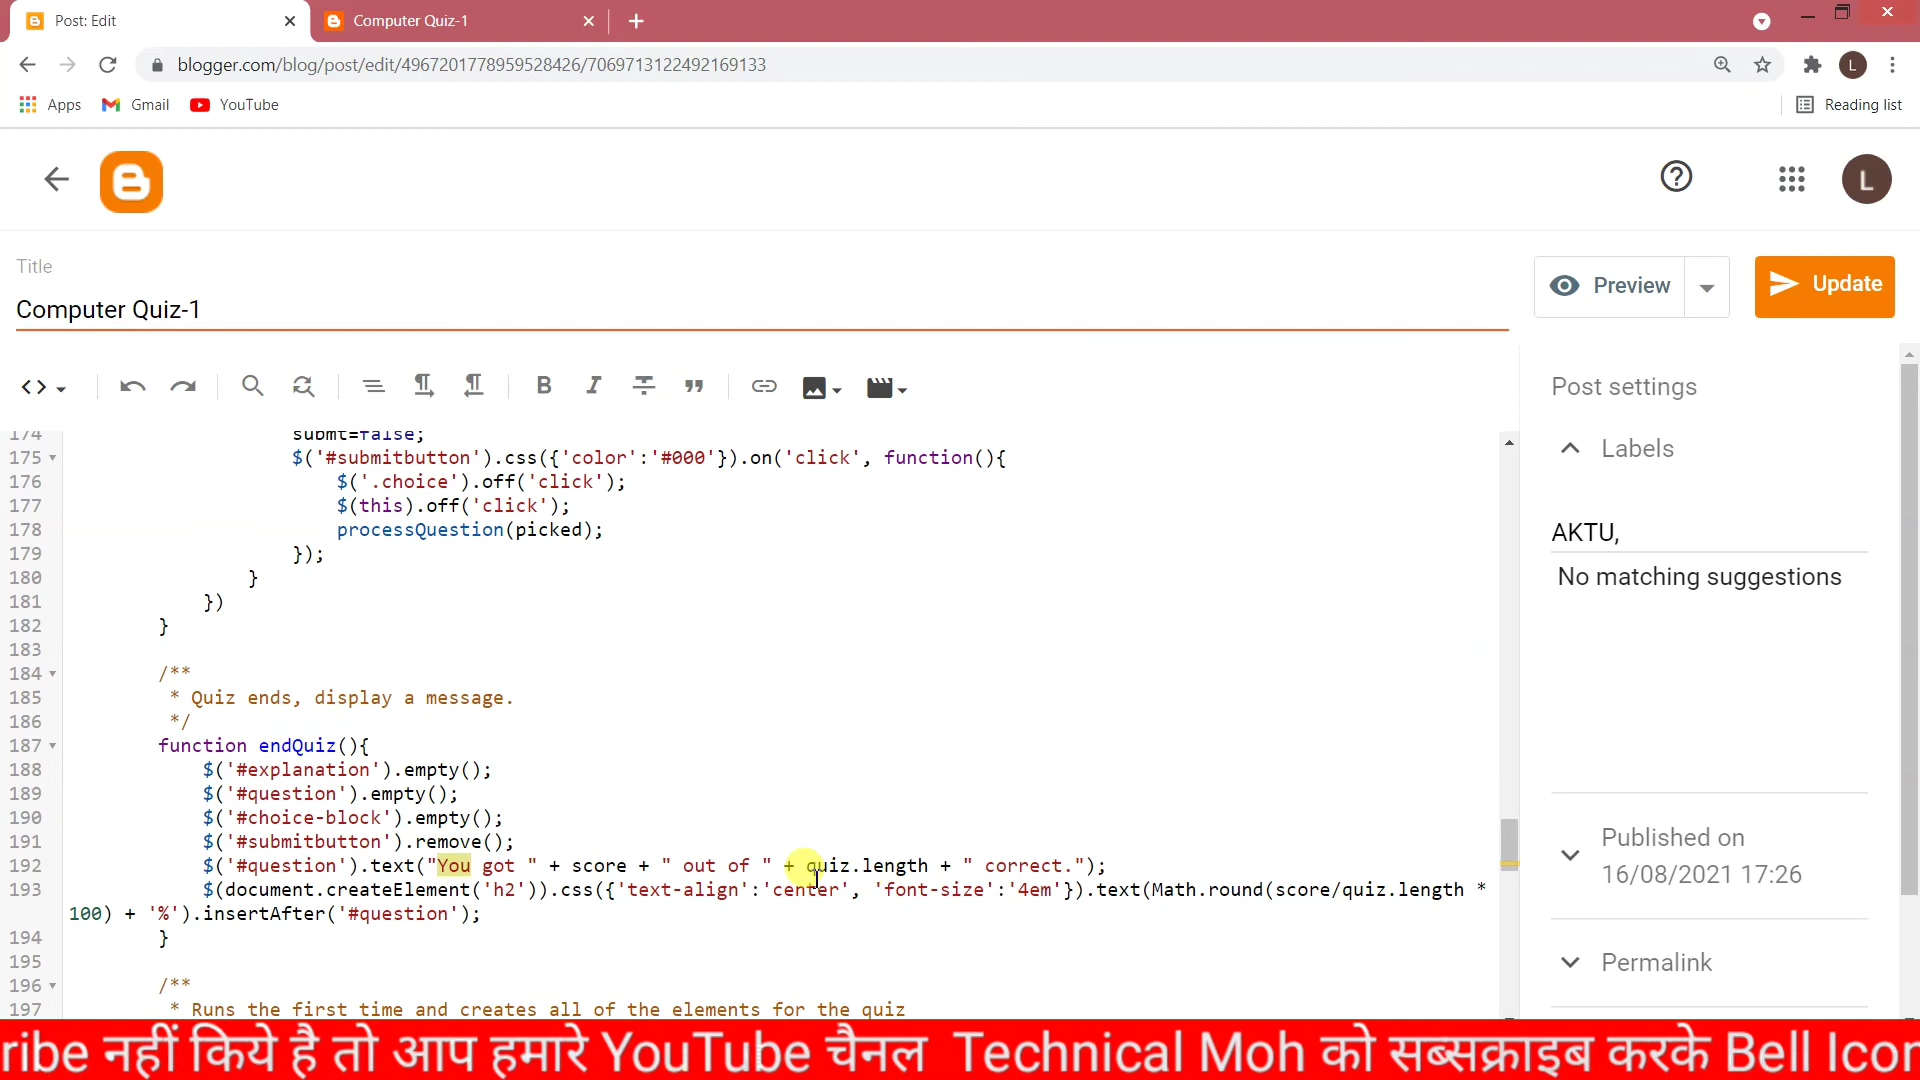 Post: Edit
Computer Quiz-1
blogger.com/blog/post/edit/4967201778959528426/7069713122492169133
L
Apps
Gmail
YouTube
Reading list
L
Title
Computer Quiz-1
Preview
Update
Post settings
Labels
AKTU,
No matching suggestions
Published on
16/08/2021 17:26
Permalink
174 submt=false;
175 $('#submitbutton').css({'color':'#000'}).on('click', function(){
176 $('.choice').off('click');
177 $(this).off('click');
178 processQuestion(picked);
179 });
180 }
181 })
182 }
183
184 /**
185 * Quiz ends, display a message.
186 */
187 function endQuiz(){
188 $('#explanation').empty();
189 $('#question').empty();
190 $('#choice-block').empty();
191 $('#submitbutton').remove();
192 $('#question').text("You got " + score + " out of " + quiz.length + " correct.");
193 $(document.createElement('h2')).css({'text-align':'center', 'font-size':'4em'}).text(Math.round(score/quiz.length *
100) + '%').insertAfter('#question');
194 }
195
196 /**
197 * Runs the first time and creates all of the elements for the quiz
ribe नहीं किये है तो आप हमारे YouTube चैनल Technical Moh को सब्सक्राइब करके Bell Icon